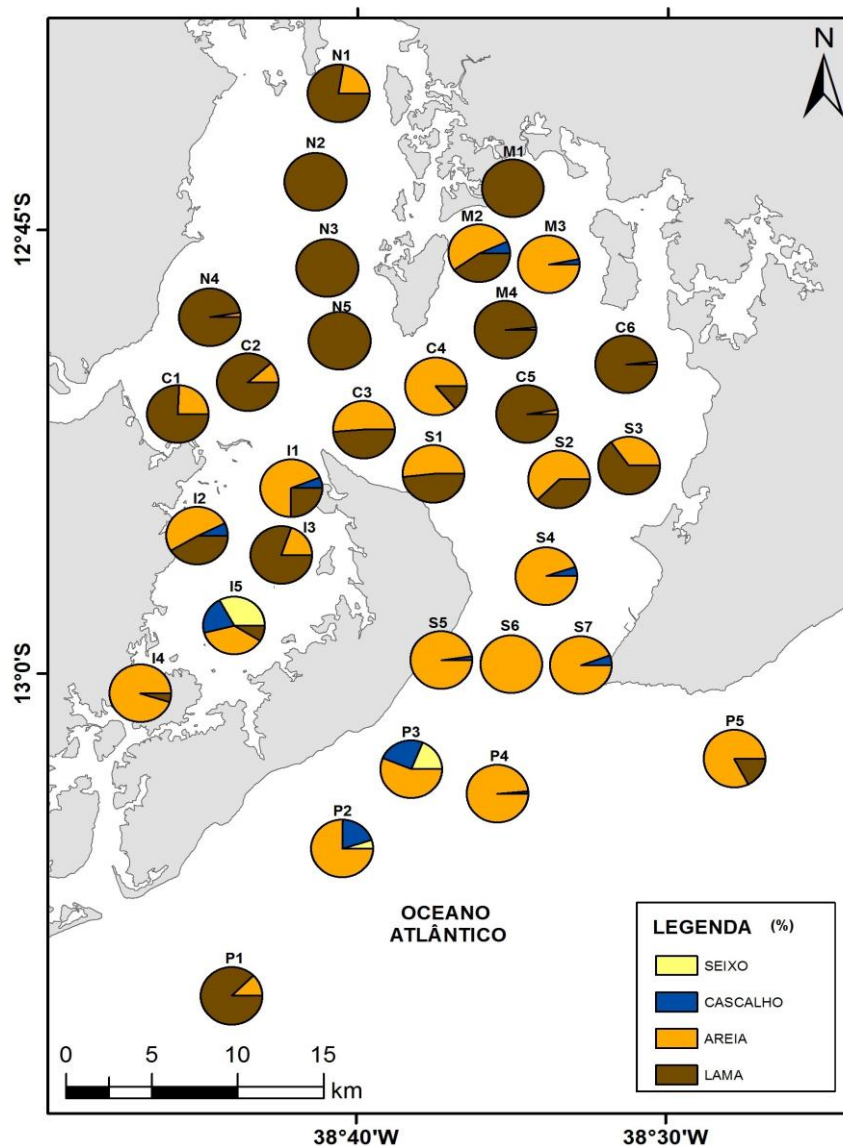 N
N1
N2
M1
12°45'S
M2
M3
N3
N4
N5
M4
C2
C4
C6
C1
C3
C5
S1
S2
S3
I1
I2
I3
S4
I5
S5
S6
S7
13°0'S
I4
P3
P4
P5
P2
OCEANO
ATLÂNTICO
LEGENDA (%)
SEIXO
CASCALHO
AREIA
LAMA
P1
0 5 10 15
km
38°40'W
38°30'W